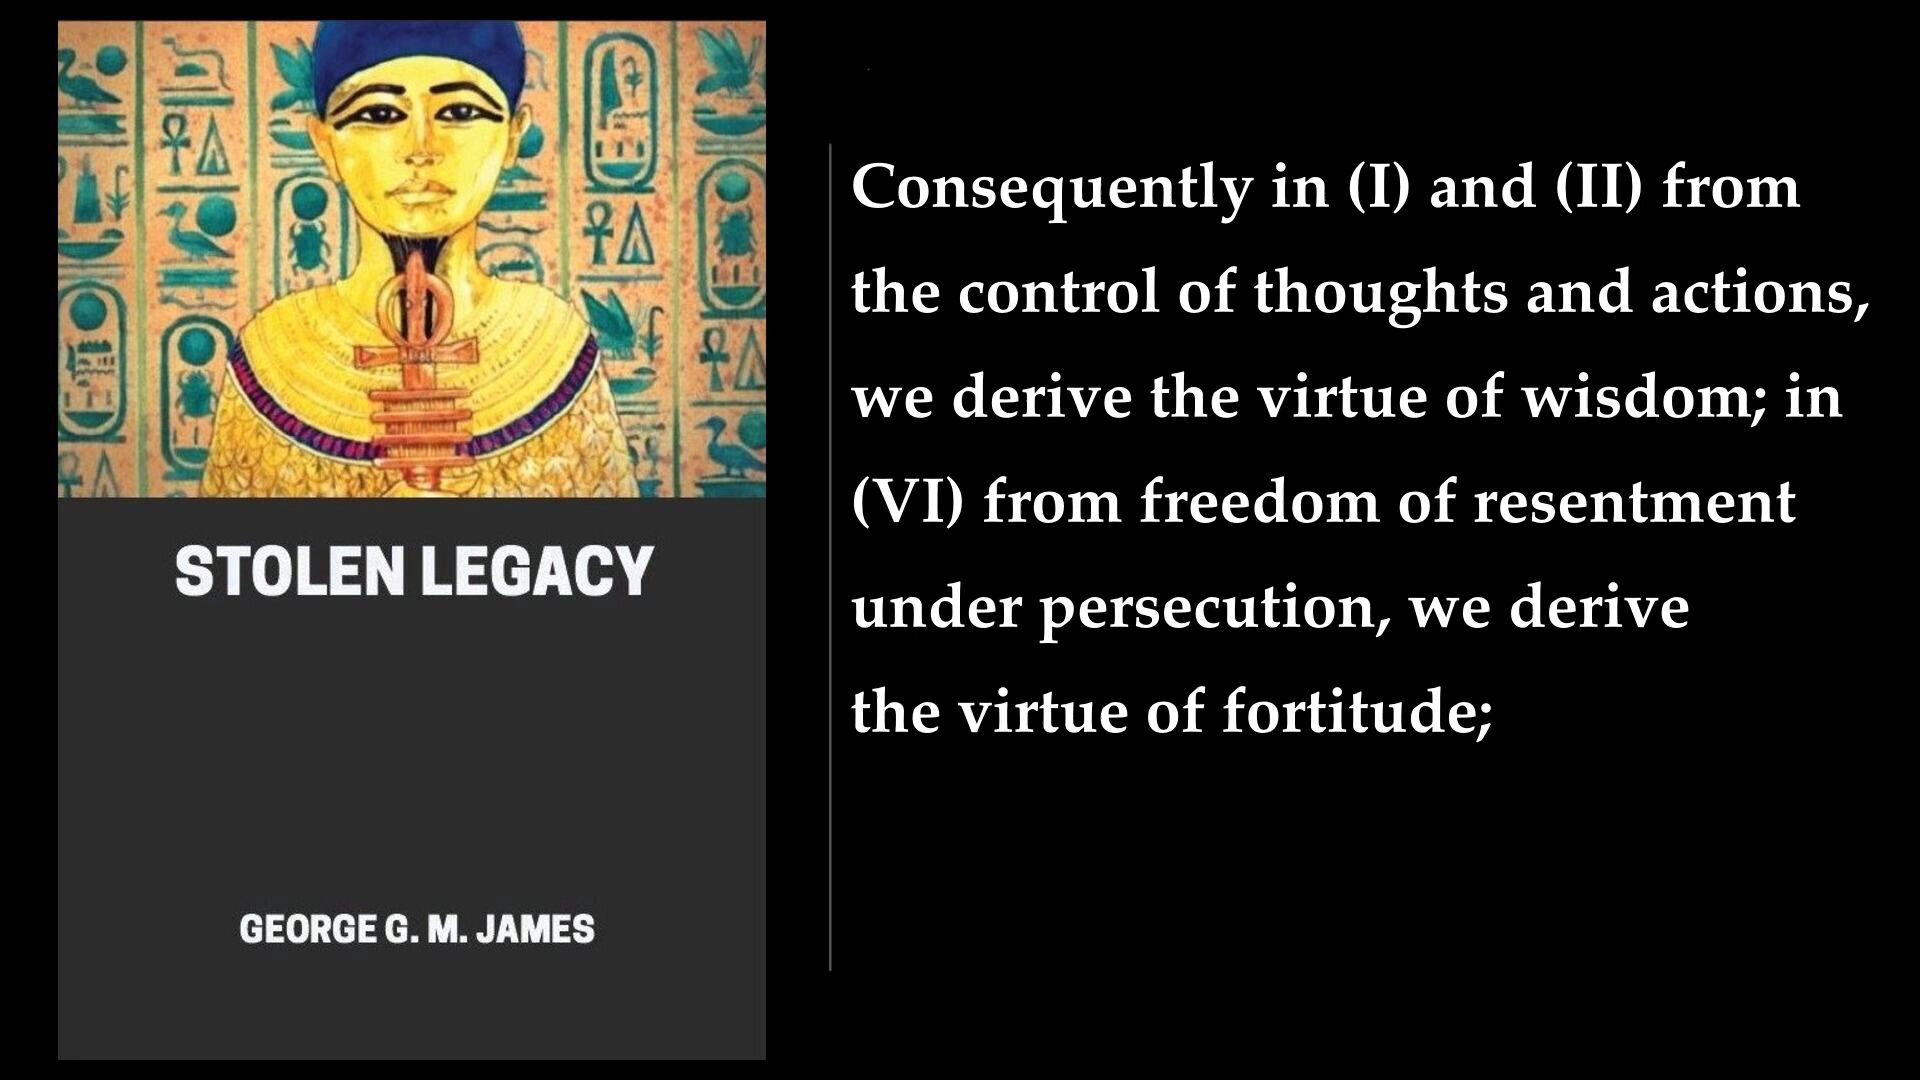 STOLEN LEGACY
GEORGE G. M. JAMES
Consequently in (I) and (II) from
the control of thoughts and actions,
we derive the virtue of wisdom; in
(VI) from freedom of resentment
under persecution, we derive
the virtue of fortitude;